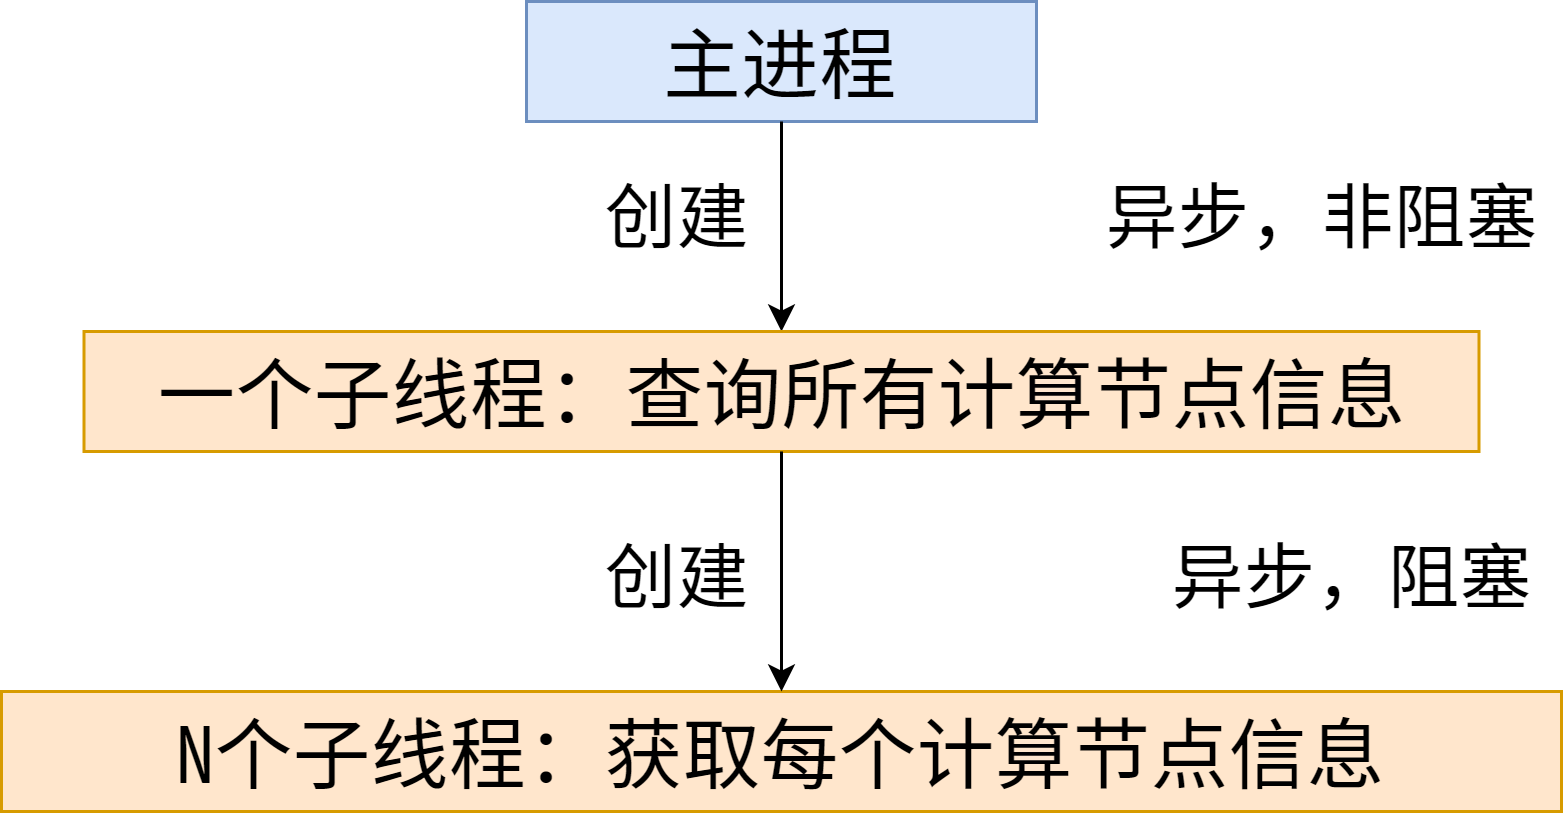 主进程
创建
异步，非阻塞
一个子线程：查询所有计算节点信息
创建
异步，阻塞
N个子线程：获取每个计算节点信息